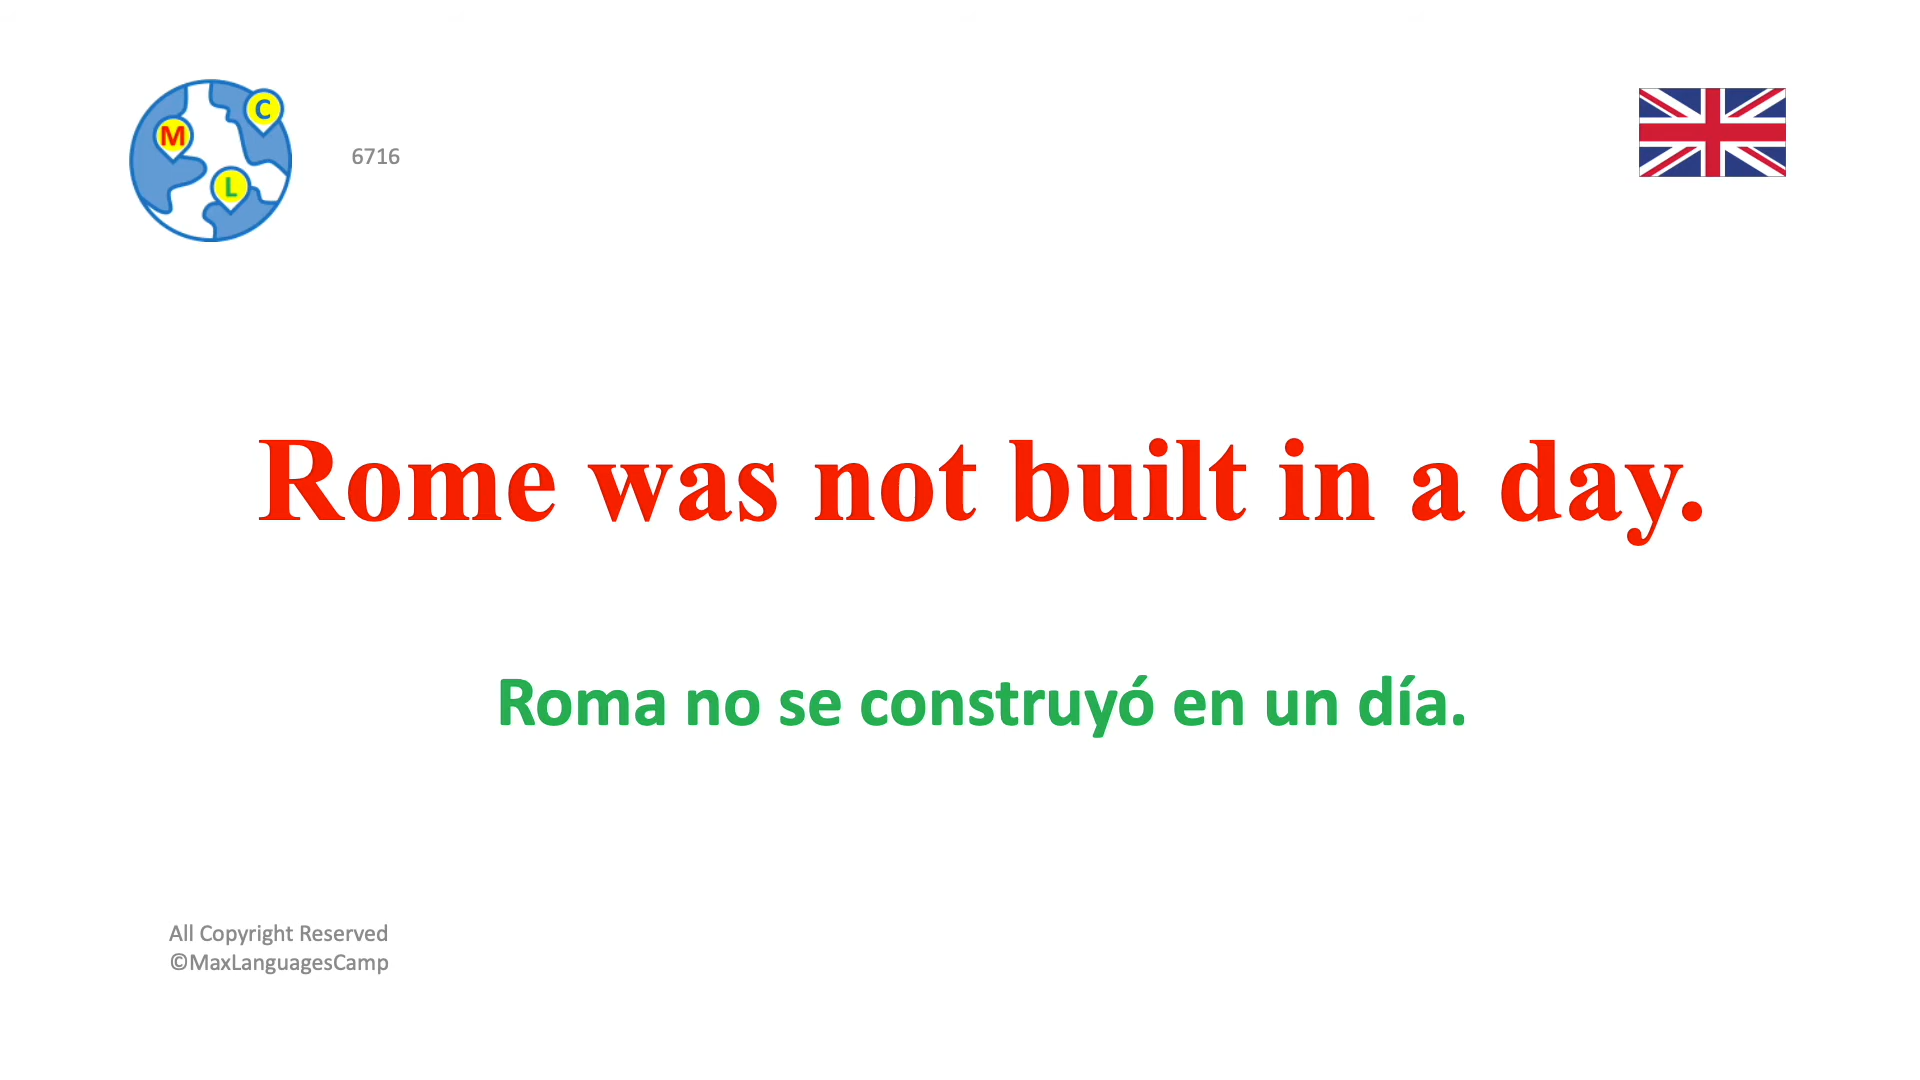 C
M
6716
L
Rome was not built in a day.
Roma no se construyó en un día.
All Copyright Reserved
©MaxLanguagesCamp